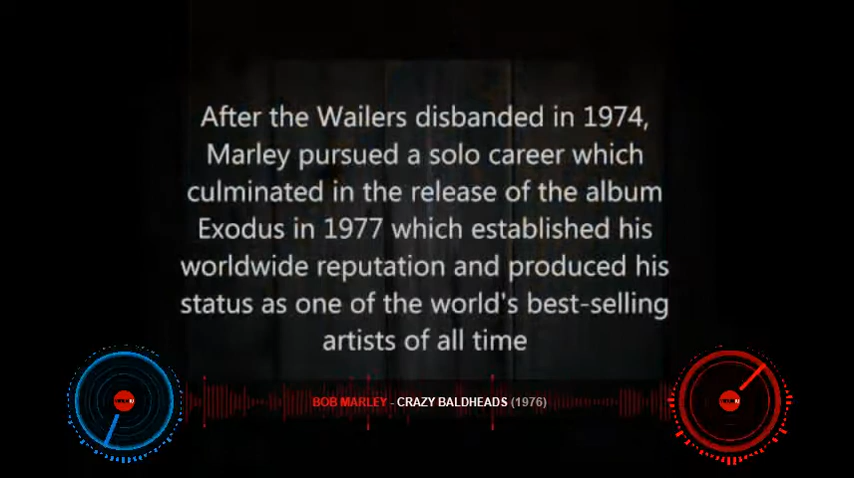 After the Wailers disbanded in 1974,
Marley pursued a solo career which
culminated in the release of the album
Exodus in 1977 which established his
worldwide reputation and produced his
status as one of the world's best-selling
artists of all time
BOB MARLEY - CRAZY BALDHEADS (1976)